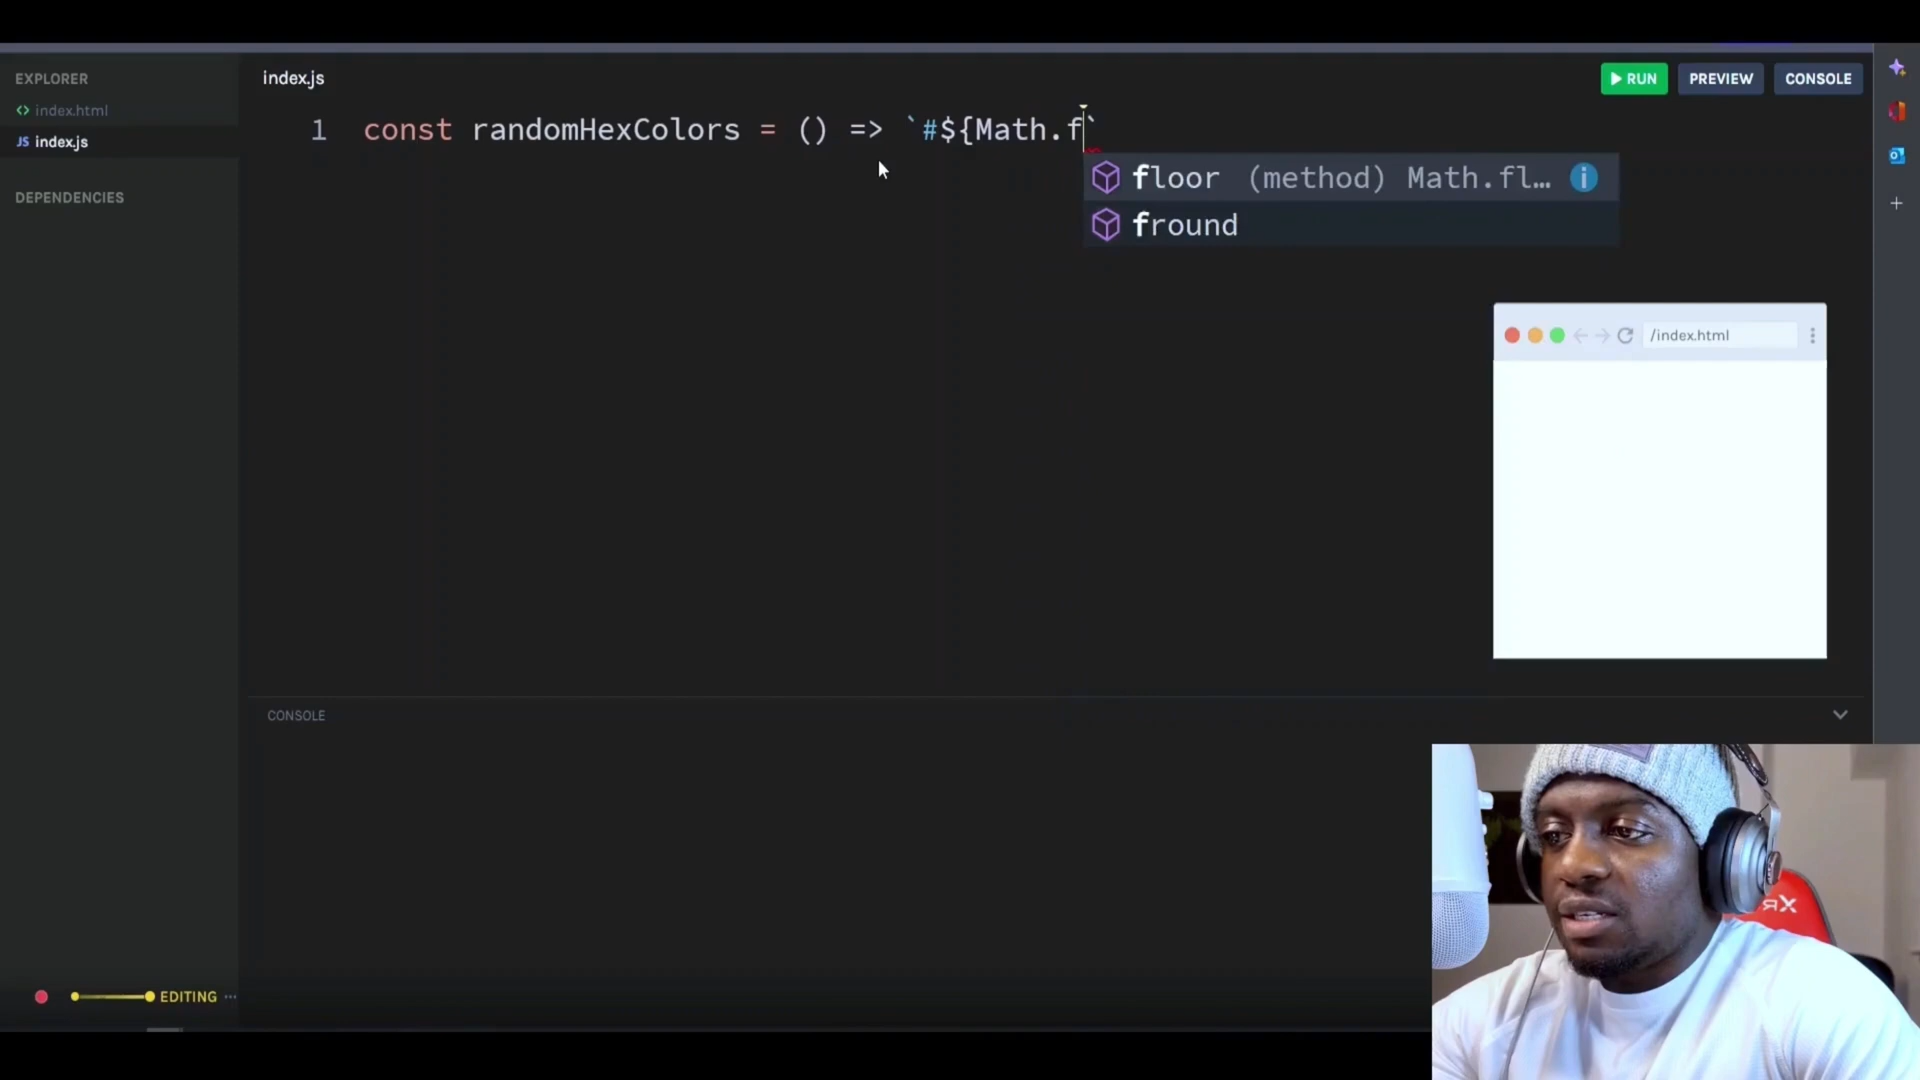 EXPLORER
index.html
JS index.js
DEPENDENCIES
index.js
RUN
PREVIEW
CONSOLE
1 const randomHexColors = () => `#${Math.f`
floor (method) Math.fl… i
fround
/index.html
CONSOLE
EDITING ...